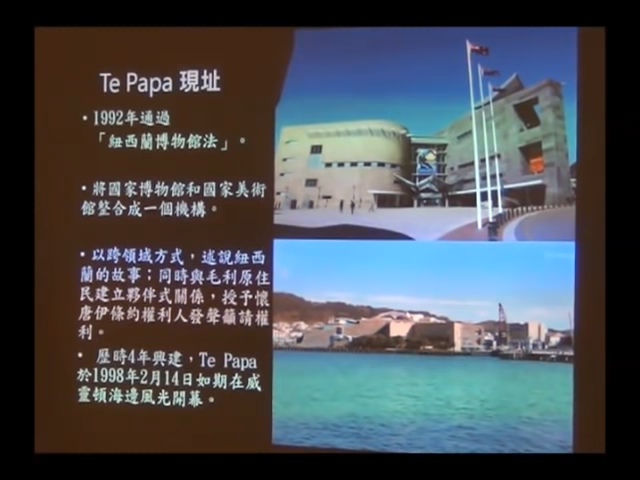 Te Papa 現址
•1992年通過
「紐西蘭博物館法」。
•將國家博物館和國家美術
館整合成一個機構。
•以跨領域方式，述說紐西
蘭的故事；同時與毛利原住
民建立夥伴式關係，授予懷
唐伊條約權利人發聲籲請權
利。
• 歷時4年興建，Te Papa
於1998年2月14日如期在威
靈頓海邊風光開幕。